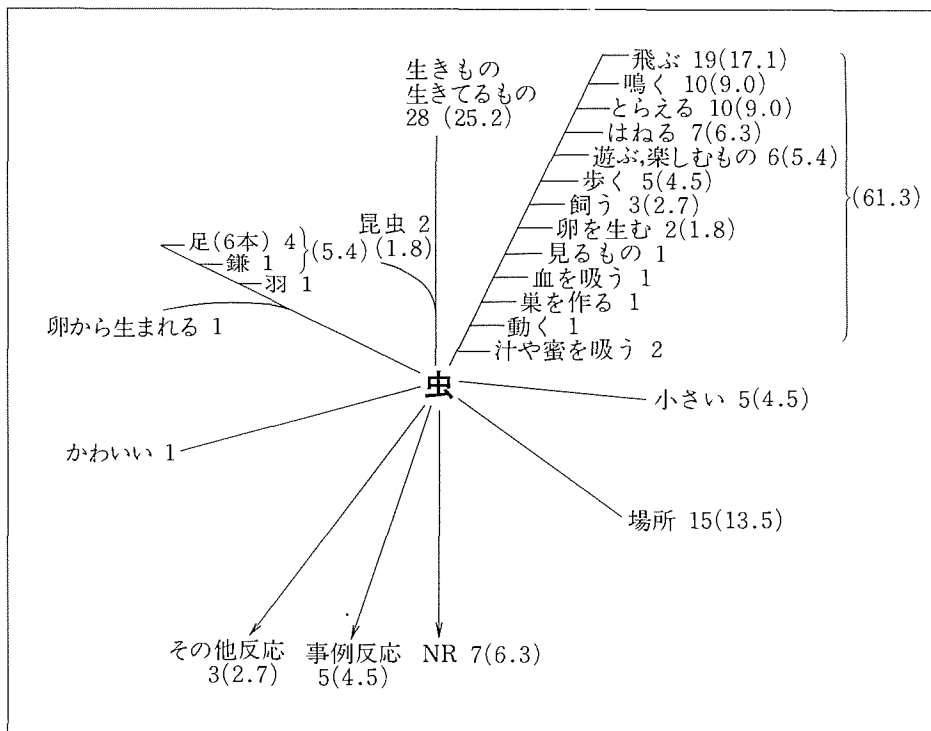 生きもの
生きてるもの
28 (25.2)
飛ぶ 19(17.1)
鳴く 10(9.0)
とらえる 10(9.0)
はねる 7(6.3)
遊ぶ,楽しむもの 6(5.4)
歩く 5(4.5)
飼う 3(2.7)
卵を生む 2(1.8)
見るもの 1
血を吸う 1
巣を作る 1
動く 1
汁や蜜を吸う 2
(61.3)
昆虫 2
(1.8)
足(6本) 4
鎌 1
羽 1
(5.4)
卵から生まれる 1
虫
小さい 5(4.5)
かわいい 1
場所 15(13.5)
その他反応
3(2.7)
事例反応
5(4.5)
NR 7(6.3)